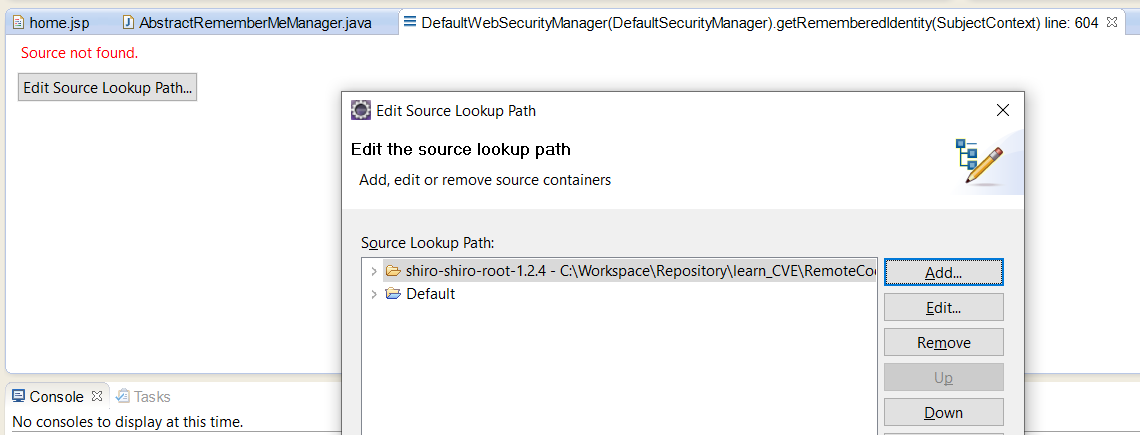 home.jsp AbstractRememberMeManager.java DefaultWebSecurityManager(DefaultSecurityManager).getRememberedIdentity(SubjectContext) line: 604
Source not found.
Edit Source Lookup Path...
Edit Source Lookup Path
Edit the source lookup path
Add, edit or remove source containers
Source Lookup Path:
shiro-shiro-root-1.2.4 - C:\Workspace\Repository\learn_CVE\RemoteCo
Default
Add...
Edit...
Remove
Up
Down
Console Tasks
No consoles to display at this time.